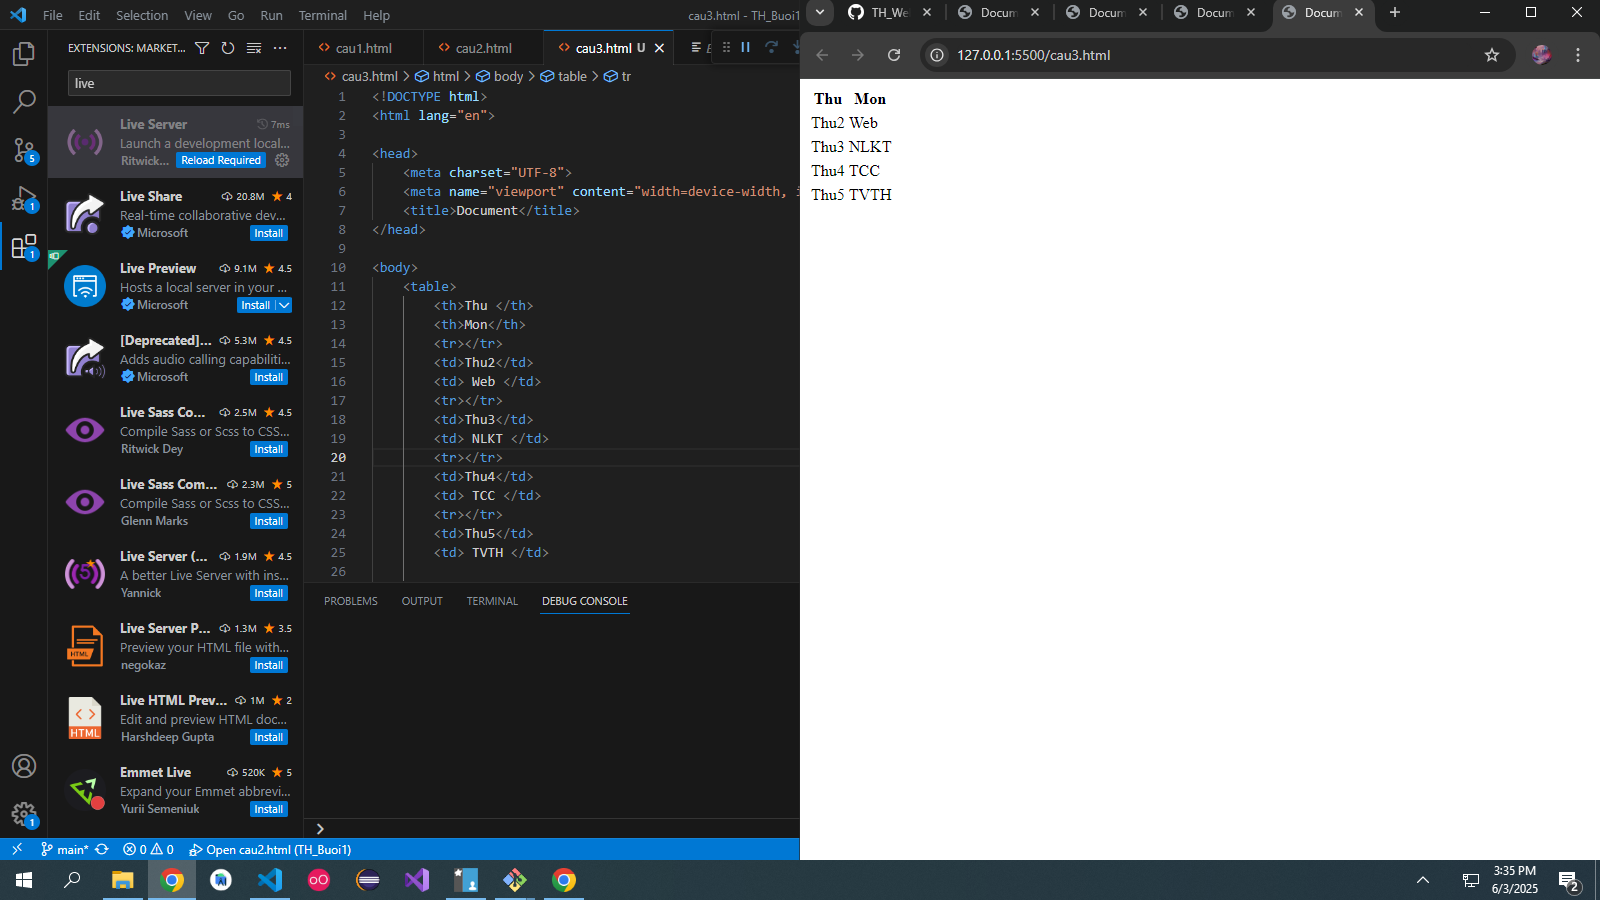 File Edit Selection View Go Run Terminal Help
cau3.html - TH_Buoi1
TH_We
Docum
Docum
Docum
Docum
127.0.0.1:5500/cau3.html
EXTENSIONS: MARKET...
live
Live Server 7ms
Launch a development local...
Ritwick... Reload Required
Live Share 20.8M 4
Real-time collaborative dev...
Microsoft Install
Live Preview 9.1M 4.5
Hosts a local server in your ...
Microsoft Install
[Deprecated]... 5.3M 4.5
Adds audio calling capabiliti...
Microsoft Install
Live Sass Co... 2.5M 4.5
Compile Sass or Scss to CSS...
Ritwick Dey Install
Live Sass Com... 2.3M 5
Compile Sass or Scss to CSS...
Glenn Marks Install
Live Server (... 1.9M 4.5
A better Live Server with ins...
Yannick Install
Live Server P... 1.3M 3.5
Preview your HTML file with...
negokaz Install
Live HTML Prev... 1M 2
Edit and preview HTML doc...
Harshdeep Gupta Install
Emmet Live 520K 5
Expand your Emmet abbrevi...
Yurii Semeniuk Install
cau1.html cau2.html cau3.html U
cau3.html > html > body > table > tr
1 <!DOCTYPE html>
2 <html lang="en">
3
4 <head>
5 <meta charset="UTF-8">
6 <meta name="viewport" content="width=device-width, i
7 <title>Document</title>
8 </head>
9
10 <body>
11 <table>
12 <th>Thu </th>
13 <th>Mon</th>
14 <tr></tr>
15 <td>Thu2</td>
16 <td> Web </td>
17 <tr></tr>
18 <td>Thu3</td>
19 <td> NLKT </td>
20 <tr></tr>
21 <td>Thu4</td>
22 <td> TCC </td>
23 <tr></tr>
24 <td>Thu5</td>
25 <td> TVTH </td>
26
PROBLEMS OUTPUT TERMINAL DEBUG CONSOLE
Thu Mon
Thu2 Web
Thu3 NLKT
Thu4 TCC
Thu5 TVTH
5
1
1
1
HTML
HTML
main* 0 0 Open cau2.html (TH_Buoi1)
3:35 PM
6/3/2025
2